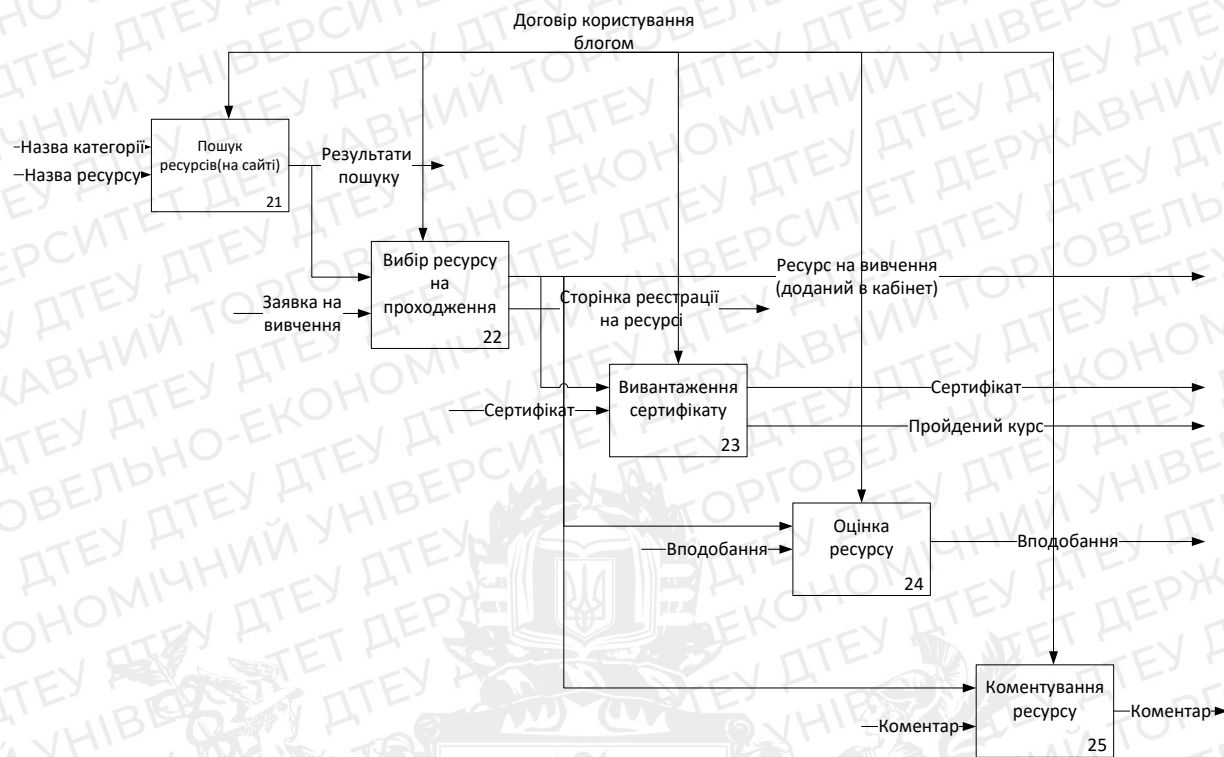 Договір користування
блогом
Назва категорії
Назва ресурсу
Пошук
ресурсів(на сайті)
21
Результати
пошуку
Вибір ресурсу
на
проходження
22
Заявка на
вивчення
Ресурс на вивчення
(доданий в кабінет)
Сторінка реєстрації
на ресурсі
Вивантаження
сертифікату
23
Сертифікат
Сертифікат
Пройдений курс
Оцінка
ресурсу
24
Вподобання
Вподобання
Коментування
ресурсу
25
Коментар
Коментар